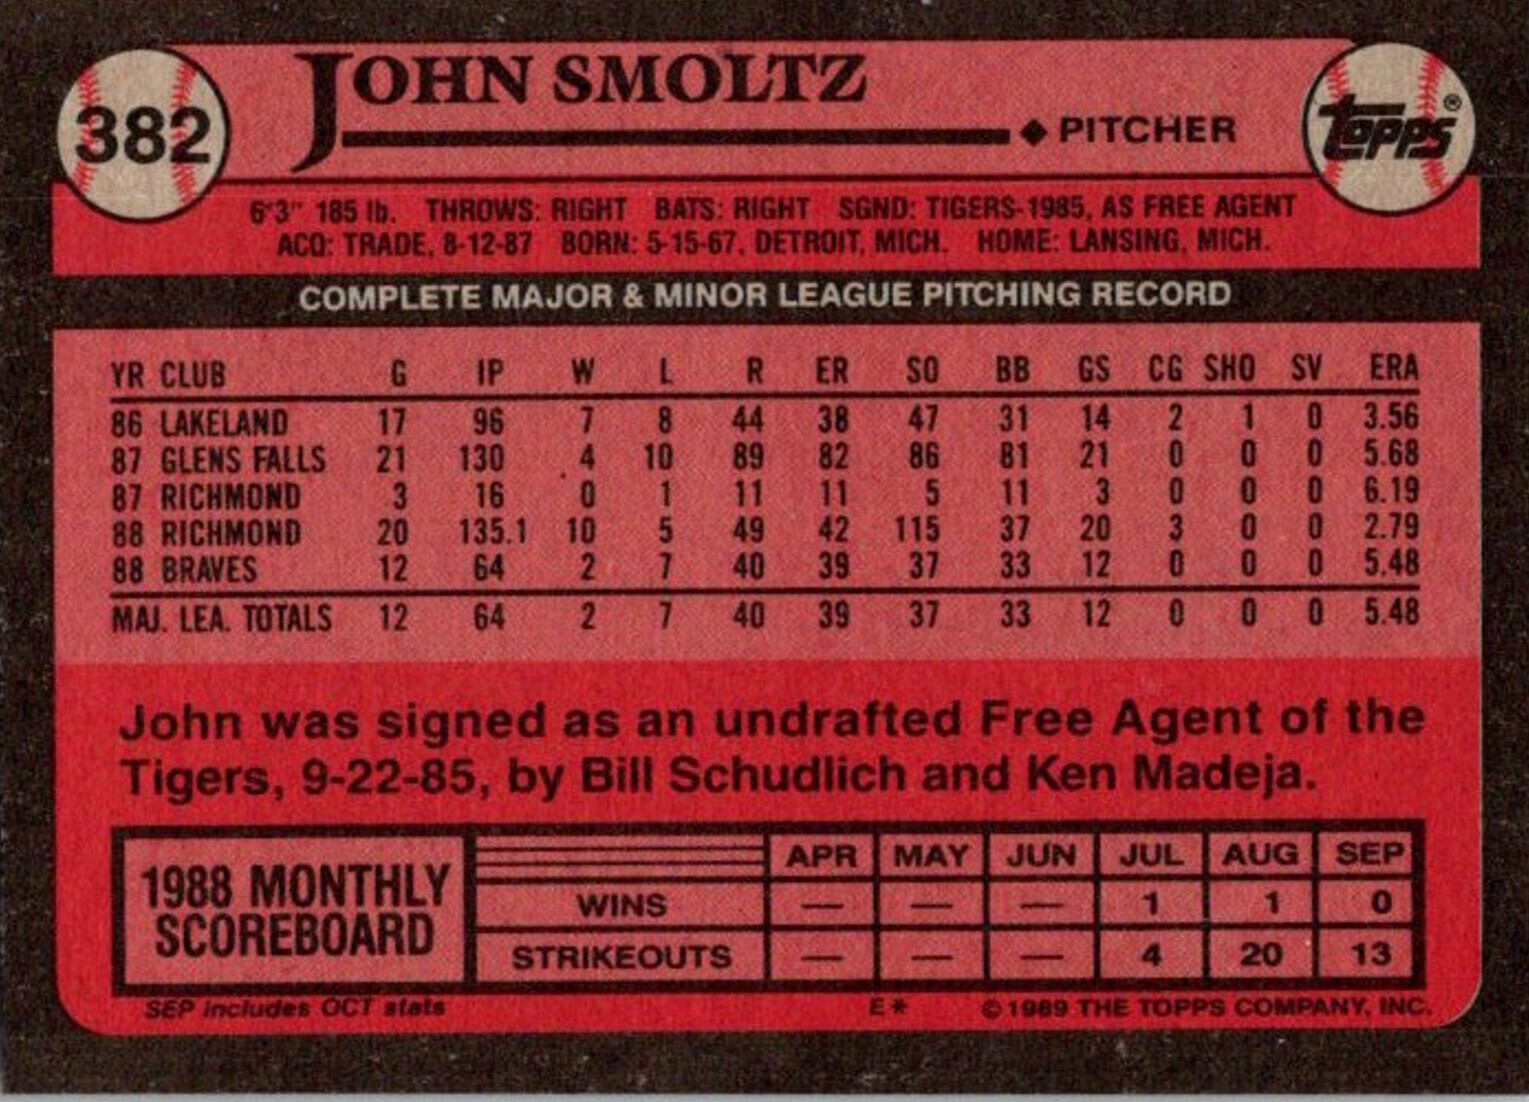 382
JOHN SMOLTZ
◆ PITCHER
TOPPS®
6'3" 185 lb. THROWS: RIGHT BATS: RIGHT SGND: TIGERS-1985, AS FREE AGENT
ACQ: TRADE, 8-12-87 BORN: 5-15-67, DETROIT, MICH. HOME: LANSING, MICH.
COMPLETE MAJOR & MINOR LEAGUE PITCHING RECORD
YR CLUB G IP W L R ER SO BB GS CG SHO SV ERA
86 LAKELAND 17 96 7 8 44 38 47 31 14 2 1 0 3.56
87 GLENS FALLS 21 130 4 10 89 82 86 81 21 0 0 0 5.68
87 RICHMOND 3 16 0 1 11 11 5 11 3 0 0 0 6.19
88 RICHMOND 20 135.1 10 5 49 42 115 37 20 3 0 0 2.79
88 BRAVES 12 64 2 7 40 39 37 33 12 0 0 0 5.48
MAJ. LEA. TOTALS 12 64 2 7 40 39 37 33 12 0 0 0 5.48
John was signed as an undrafted Free Agent of the
Tigers, 9-22-85, by Bill Schudlich and Ken Madeja.
1988 MONTHLY
SCOREBOARD
APR MAY JUN JUL AUG SEP
WINS — — — 1 1 0
STRIKEOUTS — — — 4 20 13
SEP includes OCT stats E* ©1989 THE TOPPS COMPANY, INC.